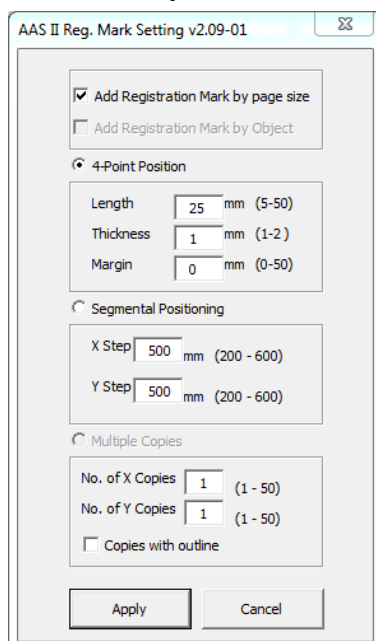 AAS II Reg. Mark Setting v2.09-01
Add Registration Mark by page size
Add Registration Mark by Object
4-Point Position
Length 25 mm (5-50)
Thickness 1 mm (1-2 )
Margin 0 mm (0-50)
Segmental Positioning
X Step 500 mm (200 - 600)
Y Step 500 mm (200 - 600)
Multiple Copies
No. of X Copies 1 (1 - 50)
No. of Y Copies 1 (1 - 50)
Copies with outline
Apply Cancel